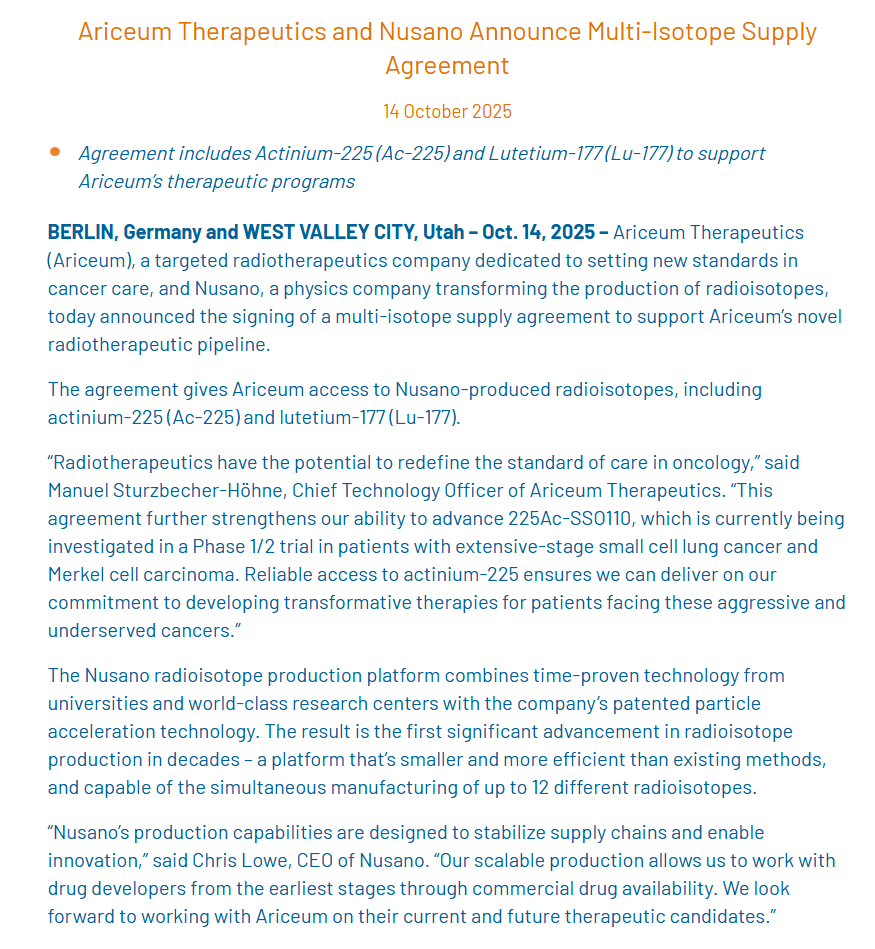 Ariceum Therapeutics and Nusano Announce Multi-Isotope Supply
Agreement
14 October 2025
Agreement includes Actinium-225 (Ac-225) and Lutetium-177 (Lu-177) to support
Ariceum’s therapeutic programs
BERLIN, Germany and WEST VALLEY CITY, Utah – Oct. 14, 2025 – Ariceum Therapeutics
(Ariceum), a targeted radiotherapeutics company dedicated to setting new standards in
cancer care, and Nusano, a physics company transforming the production of radioisotopes,
today announced the signing of a multi-isotope supply agreement to support Ariceum’s novel
radiotherapeutic pipeline.
The agreement gives Ariceum access to Nusano-produced radioisotopes, including
actinium-225 (Ac-225) and lutetium-177 (Lu-177).
“Radiotherapeutics have the potential to redefine the standard of care in oncology,” said
Manuel Sturzbecher-Höhne, Chief Technology Officer of Ariceum Therapeutics. “This
agreement further strengthens our ability to advance 225Ac-SSO110, which is currently being
investigated in a Phase 1/2 trial in patients with extensive-stage small cell lung cancer and
Merkel cell carcinoma. Reliable access to actinium-225 ensures we can deliver on our
commitment to developing transformative therapies for patients facing these aggressive and
underserved cancers.”
The Nusano radioisotope production platform combines time-proven technology from
universities and world-class research centers with the company’s patented particle
acceleration technology. The result is the first significant advancement in radioisotope
production in decades – a platform that’s smaller and more efficient than existing methods,
and capable of the simultaneous manufacturing of up to 12 different radioisotopes.
“Nusano’s production capabilities are designed to stabilize supply chains and enable
innovation,” said Chris Lowe, CEO of Nusano. “Our scalable production allows us to work with
drug developers from the earliest stages through commercial drug availability. We look
forward to working with Ariceum on their current and future therapeutic candidates.”